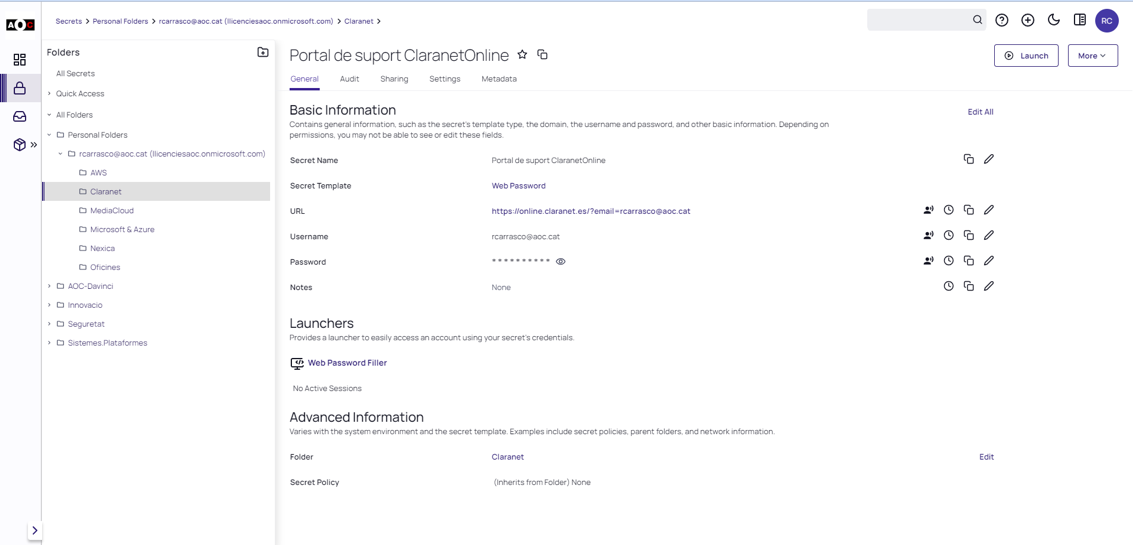 AOC
Secrets > Personal Folders > rcarrasco@aoc.cat (llicenciesaoc.onmicrosoft.com) > Claranet >
RC
Folders
All Secrets
Quick Access
All Folders
Personal Folders
rcarrasco@aoc.cat (llicenciesaoc.onmicrosoft.com)
AWS
Claranet
MediaCloud
Microsoft & Azure
Nexica
Oficines
AOC-Davinci
Innovacio
Seguretat
Sistemes.Plataformes
Portal de suport ClaranetOnline
Launch
More
General Audit Sharing Settings Metadata
Basic Information
Edit All
Contains general information, such as the secret's template type, the domain, the username and password, and other basic information. Depending on
permissions, you may not be able to see or edit these fields.
Secret Name Portal de suport ClaranetOnline
Secret Template Web Password
URL https://online.claranet.es/?email=rcarrasco@aoc.cat
Username rcarrasco@aoc.cat
Password * * * * * * * * * *
Notes None
Launchers
Provides a launcher to easily access an account using your secret's credentials.
Web Password Filler
No Active Sessions
Advanced Information
Varies with the system environment and the secret template. Examples include secret policies, parent folders, and network information.
Folder Claranet Edit
Secret Policy (Inherits from Folder) None